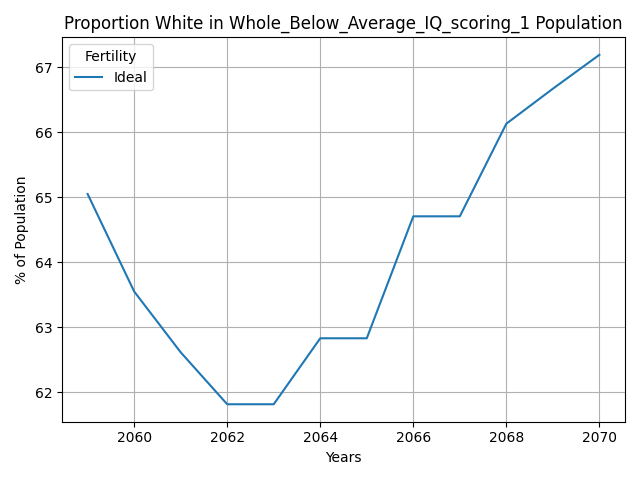 Proportion White in Whole_Below_Average_IQ_scoring_1 Population
Fertility
Ideal
% of Population
67
66
65
64
63
62
2060 2062 2064 2066 2068 2070
Years